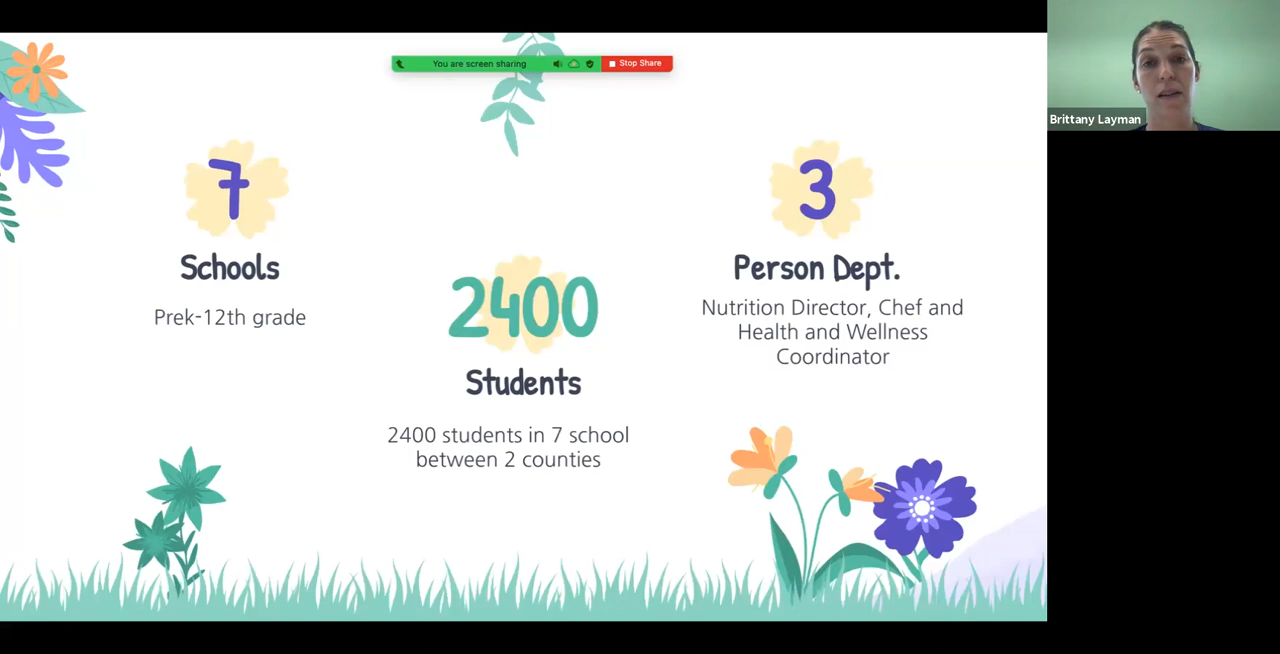 You are screen sharing
Stop Share
Brittany Layman
7
Schools
Prek-12th grade
2400
Students
2400 students in 7 school
between 2 counties
3
Person Dept.
Nutrition Director, Chef and
Health and Wellness
Coordinator